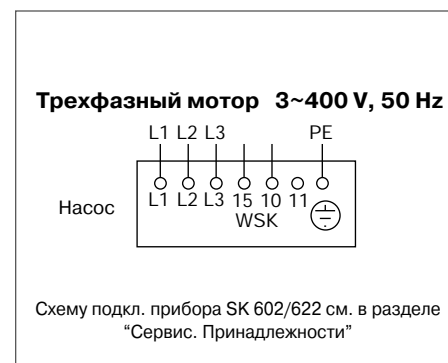 Трехфазный мотор 3~400 V, 50 Hz
L1 L2 L3 PE
Насос
L1 L2 L3 15 10 11
WSK
Схему подкл. прибора SK 602/622 см. в разделе
“Сервис. Принадлежности”